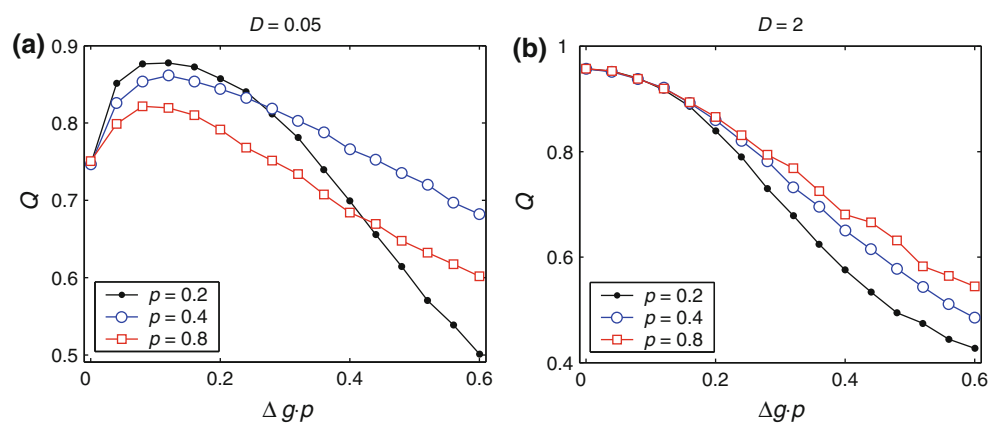 (a)
D = 0.05
0.9
0.8
0.7
0.6
0.5
Q
p = 0.2
p = 0.4
p = 0.8
0
0.2
0.4
0.6
Δ g·p
(b)
D = 2
1
0.8
0.6
0.4
Q
p = 0.2
p = 0.4
p = 0.8
0
0.2
0.4
0.6
Δg·p